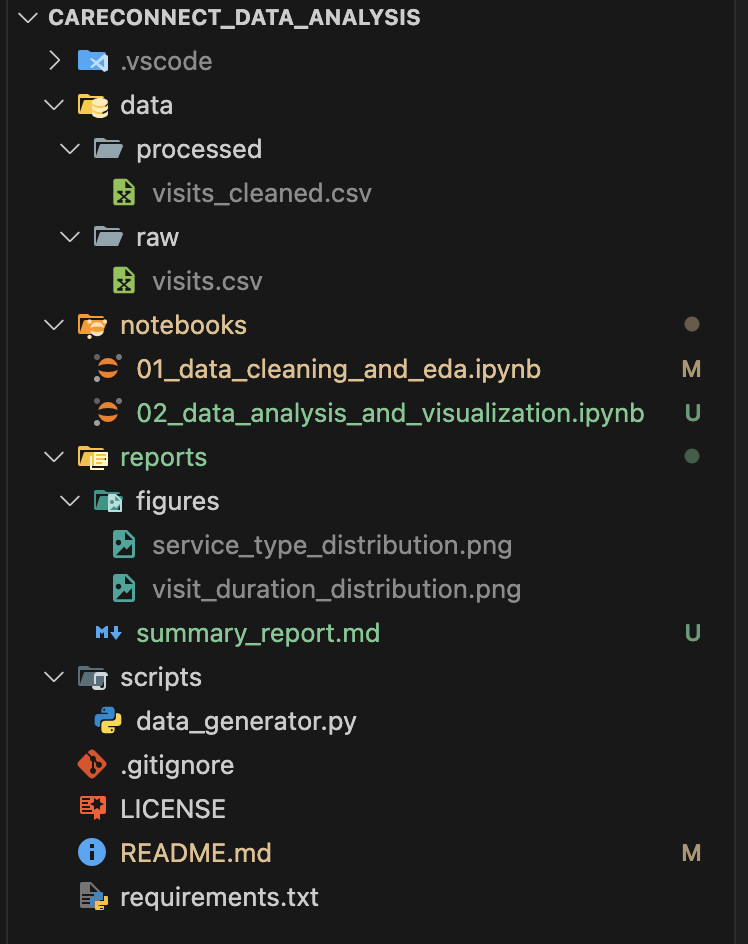 CARECONNECT_DATA_ANALYSIS
.vscode
data
processed
visits_cleaned.csv
raw
visits.csv
notebooks
01_data_cleaning_and_eda.ipynb M
02_data_analysis_and_visualization.ipynb U
reports
figures
service_type_distribution.png
visit_duration_distribution.png
summary_report.md U
scripts
data_generator.py
.gitignore
LICENSE
README.md M
requirements.txt